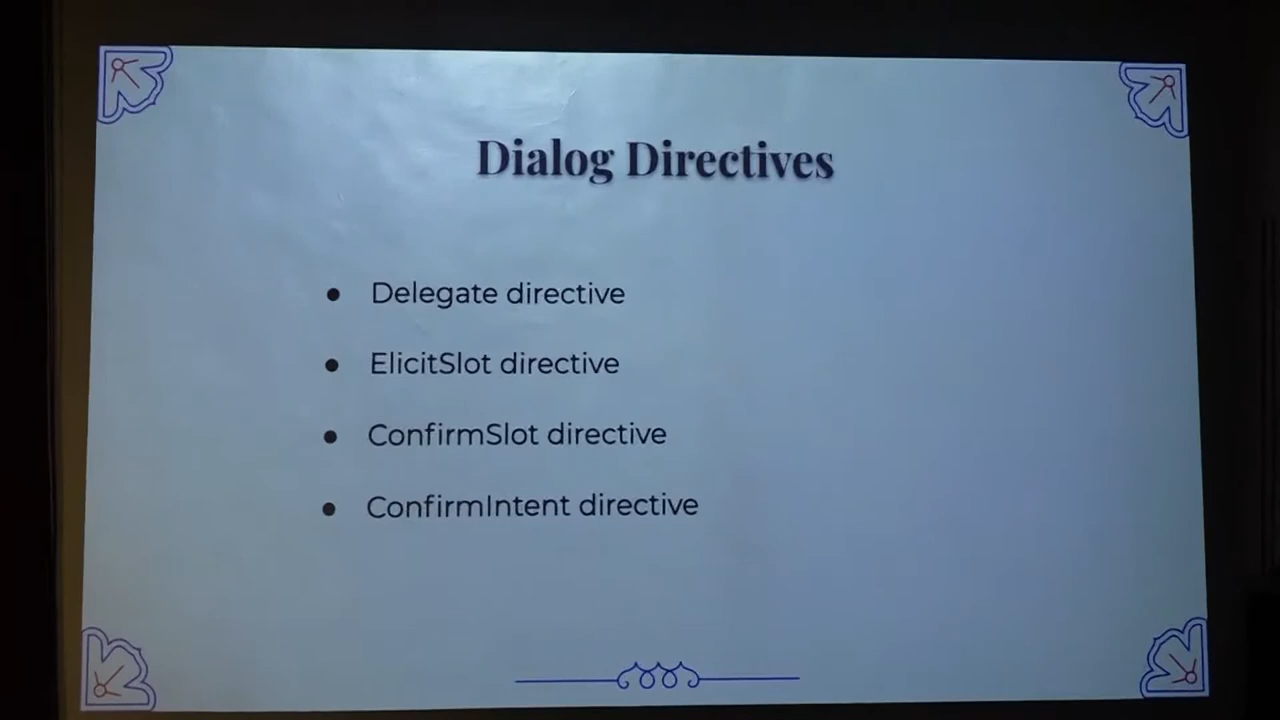 Dialog Directives
● Delegate directive
● ElicitSlot directive
● ConfirmSlot directive
● ConfirmIntent directive